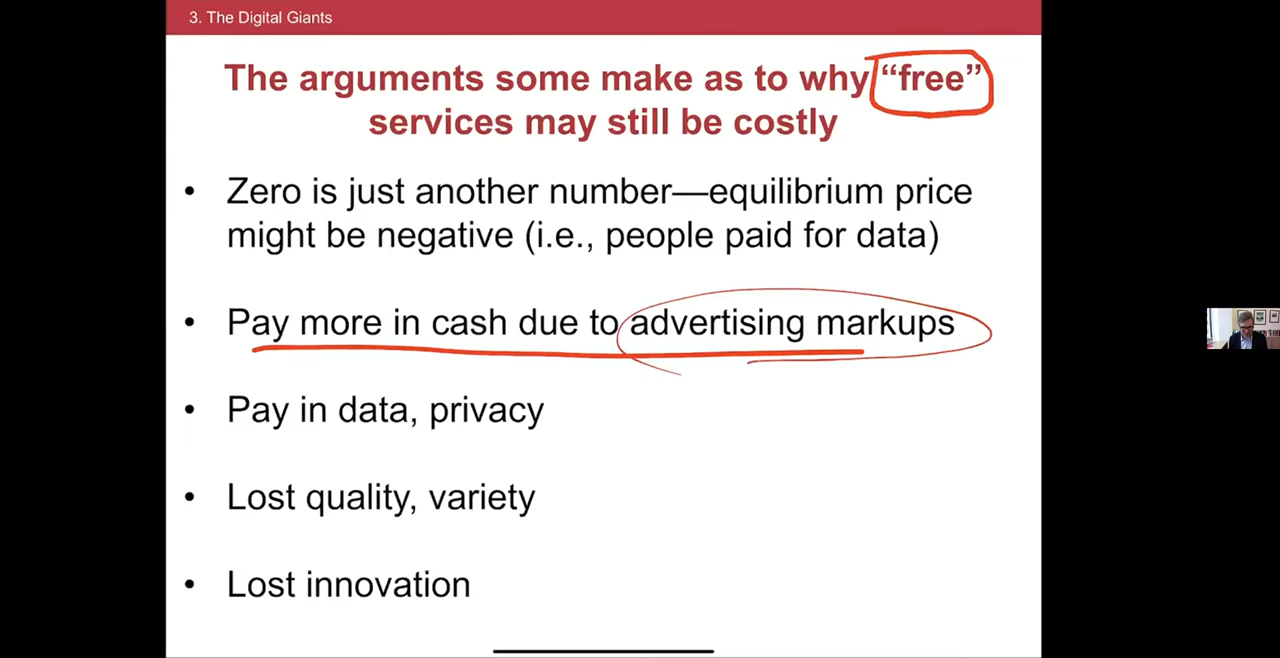 3. The Digital Giants
The arguments some make as to why “free”
services may still be costly
• Zero is just another number—equilibrium price
might be negative (i.e., people paid for data)
• Pay more in cash due to advertising markups
• Pay in data, privacy
• Lost quality, variety
• Lost innovation